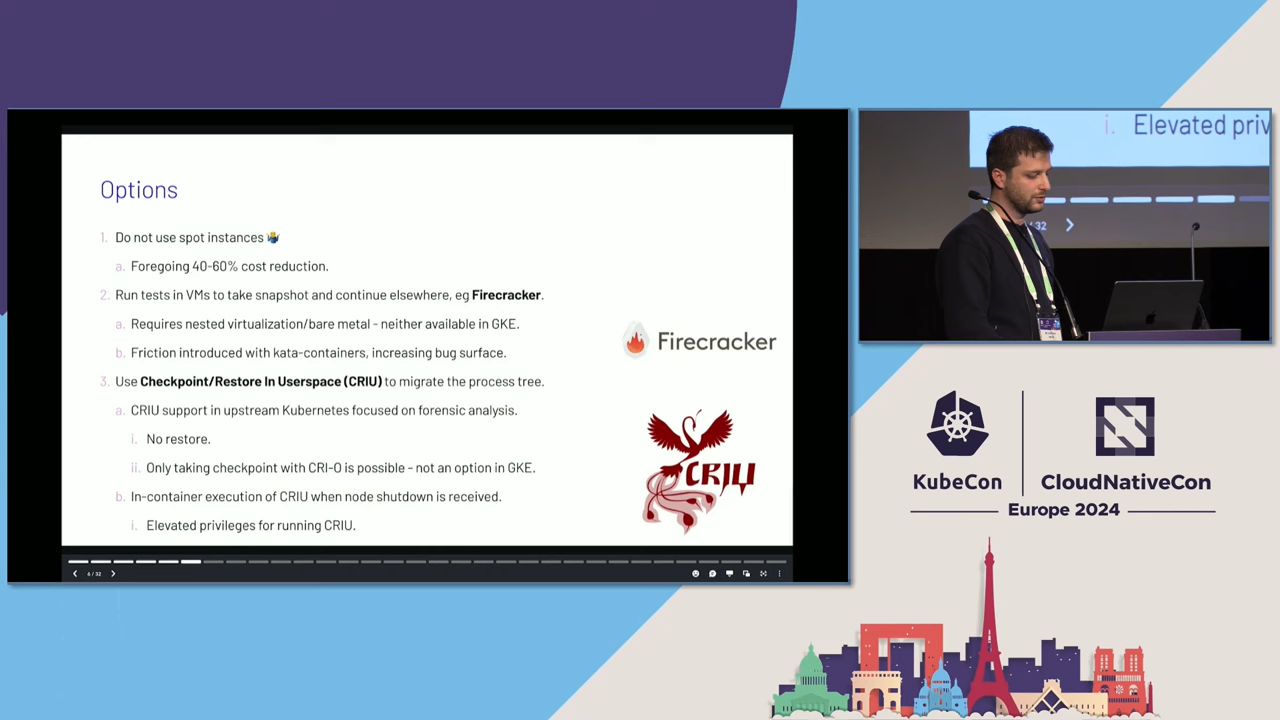 Options
1. Do not use spot instances 🤷‍♂️
a. Foregoing 40-60% cost reduction.
2. Run tests in VMs to take snapshot and continue elsewhere, eg Firecracker.
a. Requires nested virtualization/bare metal - neither available in GKE.
b. Friction introduced with kata-containers, increasing bug surface.
3. Use Checkpoint/Restore In Userspace (CRIU) to migrate the process tree.
a. CRIU support in upstream Kubernetes focused on forensic analysis.
i. No restore.
ii. Only taking checkpoint with CRI-O is possible - not an option in GKE.
b. In-container execution of CRIU when node shutdown is received.
i. Elevated privileges for running CRIU.
Firecracker
CRIU
6 / 32
i. Elevated priv
/ 32
KubeCon
CloudNativeCon
Europe 2024